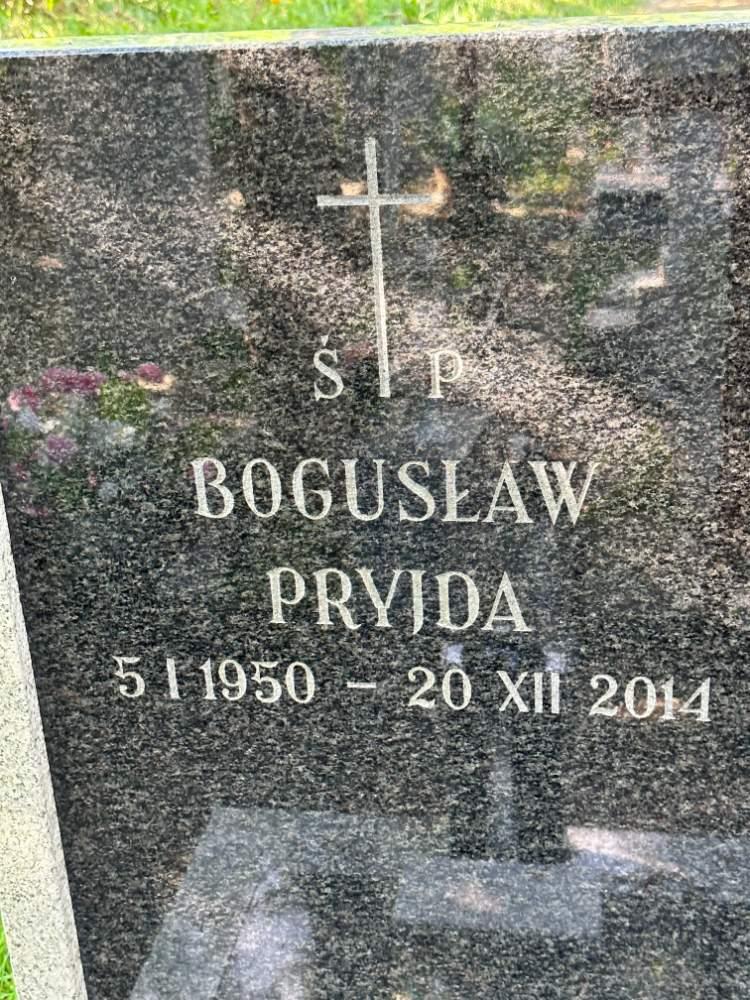 Ś P
BOGUSŁAW
PRYJDA
5 I 1950 – 20 XII 2014